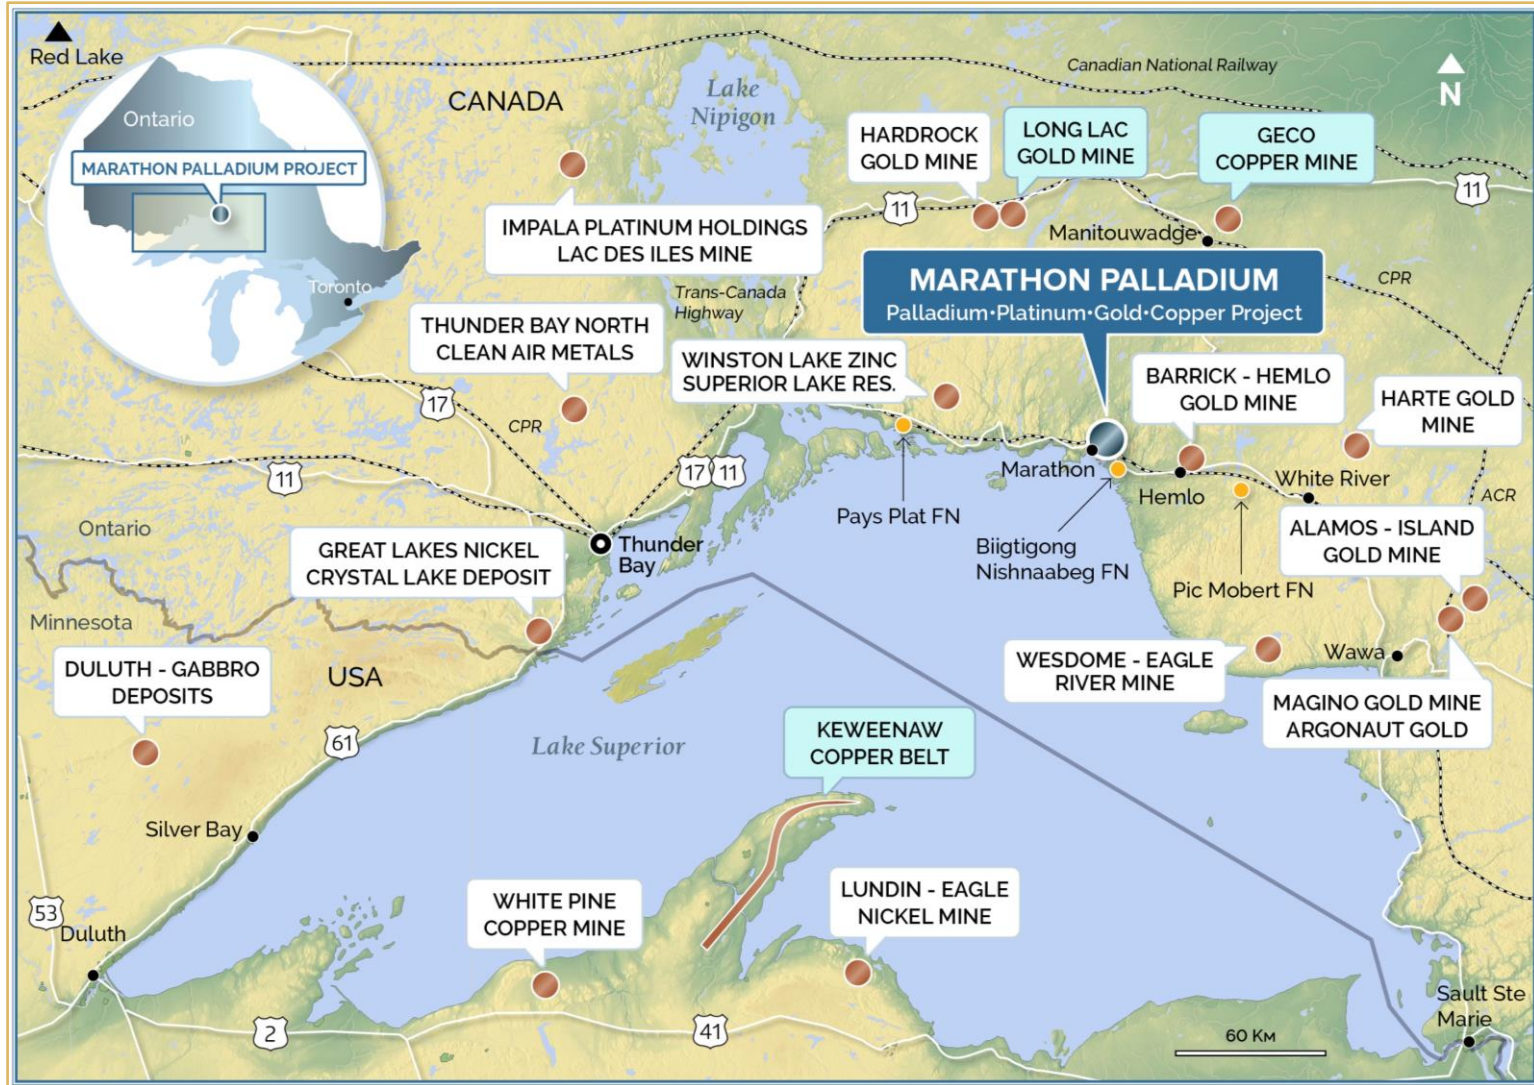 Red Lake
Ontario
MARATHON PALLADIUM PROJECT
Toronto
CANADA
Lake
Nipigon
Canadian National Railway
N
HARDROCK
GOLD MINE
LONG LAC
GOLD MINE
GECO
COPPER MINE
11
11
IMPALA PLATINUM HOLDINGS
LAC DES ILES MINE
Manitouwadge
MARATHON PALLADIUM
Palladium•Platinum•Gold•Copper Project
CPR
Trans-Canada
Highway
THUNDER BAY NORTH
CLEAN AIR METALS
WINSTON LAKE ZINC
SUPERIOR LAKE RES.
BARRICK - HEMLO
GOLD MINE
HARTE GOLD
MINE
17
CPR
11
17
11
Marathon
Hemlo
White River
ACR
Pays Plat FN
Biigtigong
Nishnaabeg FN
Pic Mobert FN
ALAMOS - ISLAND
GOLD MINE
Ontario
Minnesota
GREAT LAKES NICKEL
CRYSTAL LAKE DEPOSIT
Thunder
Bay
USA
DULUTH - GABBRO
DEPOSITS
WESDOME - EAGLE
RIVER MINE
Wawa
MAGINO GOLD MINE
ARGONAUT GOLD
61
Lake Superior
KEWEENAW
COPPER BELT
Silver Bay
WHITE PINE
COPPER MINE
LUNDIN - EAGLE
NICKEL MINE
53
Duluth
2
41
60 KM
Sault Ste
Marie